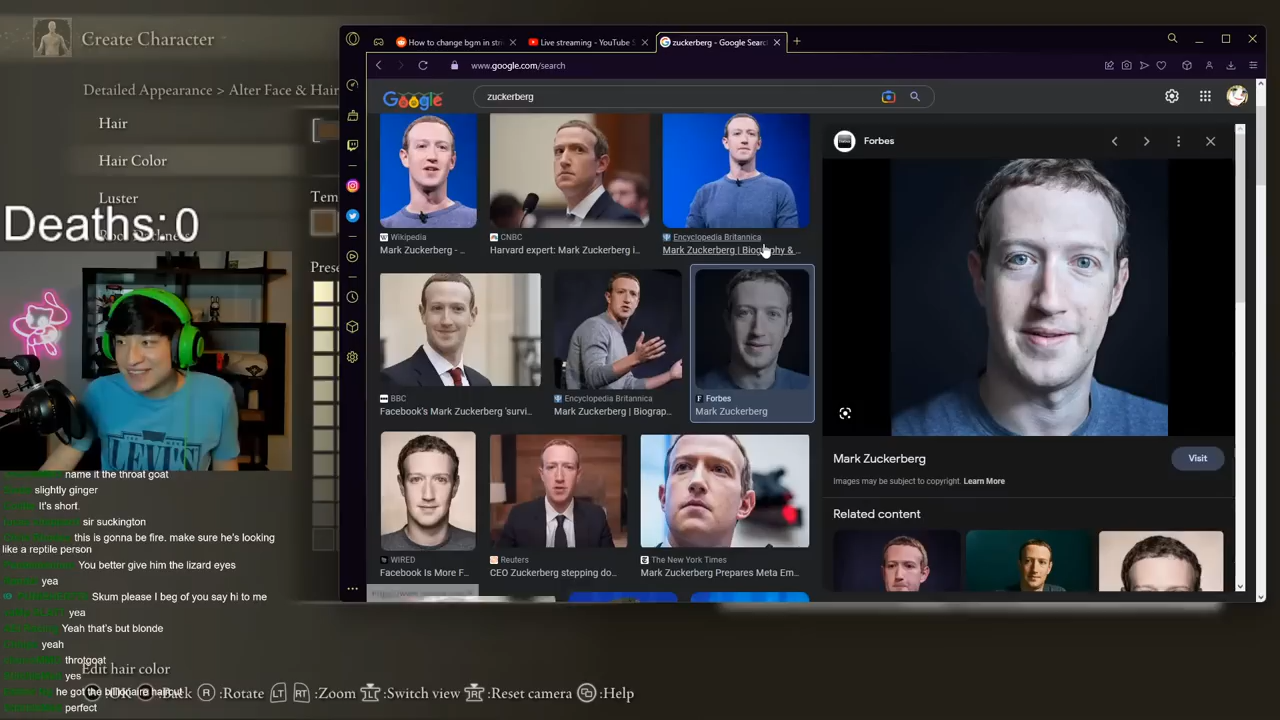 Create Character
Detailed Appearance > Alter Face & Hair
Hair
Hair Color
Luster
Deaths: 0
How to change bgm in str
Live streaming - YouTube S
zuckerberg - Google Search
www.google.com/search
Google
zuckerberg
Wikipedia
Mark Zuckerberg - ..
CNBC
Harvard expert: Mark Zuckerberg i..
Encyclopedia Britannica
Mark Zuckerberg | Biography & ..
BBC
Facebook's Mark Zuckerberg 'survi..
Encyclopedia Britannica
Mark Zuckerberg | Biograp...
Forbes
Mark Zuckerberg
WIRED
Facebook Is More F...
Reuters
CEO Zuckerberg stepping do...
The New York Times
Mark Zuckerberg Prepares Meta Em...
Forbes
Mark Zuckerberg
Visit
Images may be subject to copyright. Learn More
Related content
name it the throat goat
slightly ginger
It's short.
sir suckington
this is gonna be fire. make sure he's looking
like a reptile person
You better give him the lizard eyes
yea
Skum please I beg of you say hi to me
yea
Yeah that's but blonde
yeah
throtgoat
yes
he got the billionaire haircut
perfect
Edit hair color
R :Rotate LT RT :Zoom L :Switch view R :Reset camera :Help